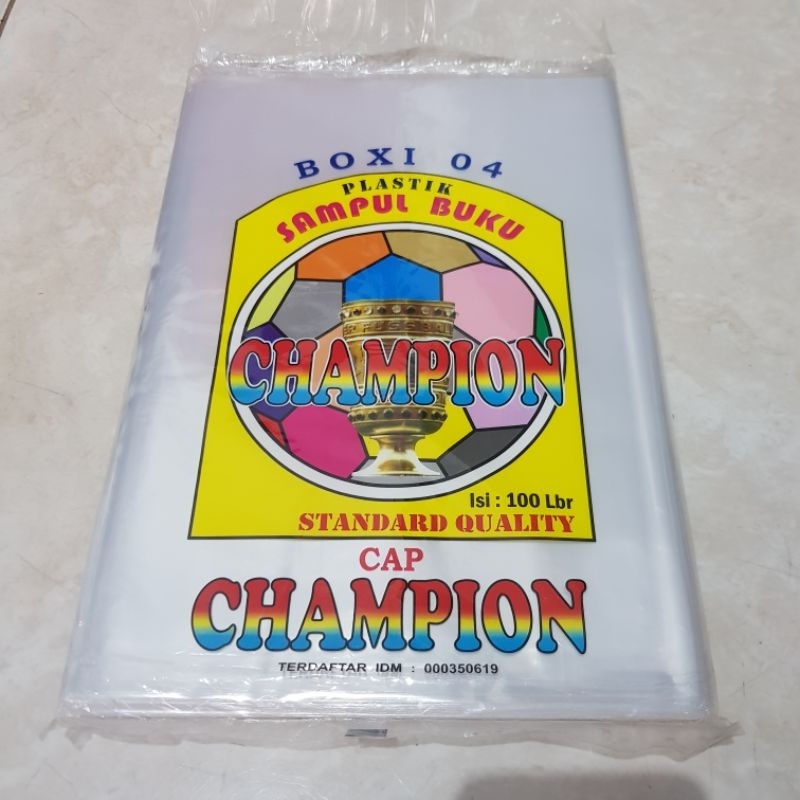 BOXI 04
PLASTIK
SAMPUL BUKU
CHAMPION
Isi : 100 Lbr
STANDARD QUALITY
CAP
CHAMPION
TERDAFTAR IDM : 000350619